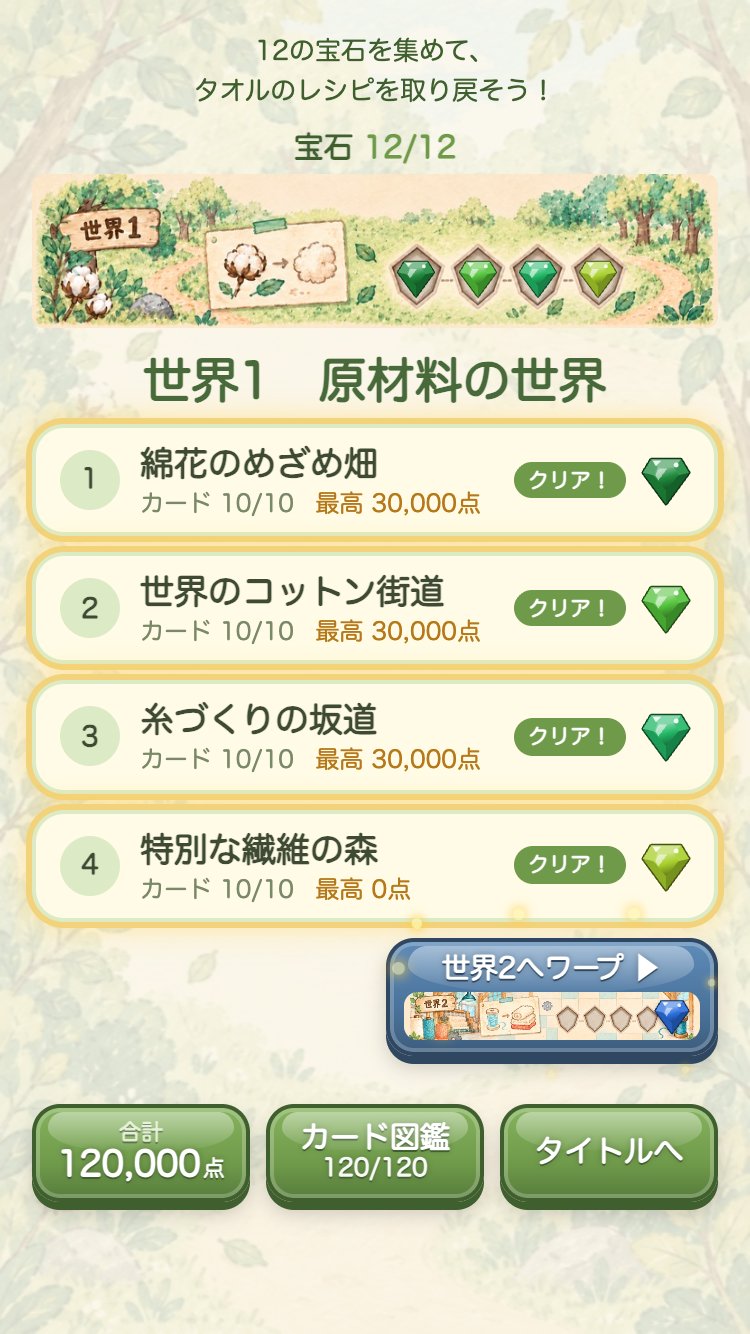 12の宝石を集めて、
タオルのレシピを取り戻そう！
宝石 12/12
世界1
世界1　原材料の世界
1
綿花のめざめ畑
カード 10/10 最高 30,000点
クリア！
2
世界のコットン街道
カード 10/10 最高 30,000点
クリア！
3
糸づくりの坂道
カード 10/10 最高 30,000点
クリア！
4
特別な繊維の森
カード 10/10 最高 0点
クリア！
世界2へワープ ▶
世界2
合計
120,000点
カード図鑑
120/120
タイトルへ